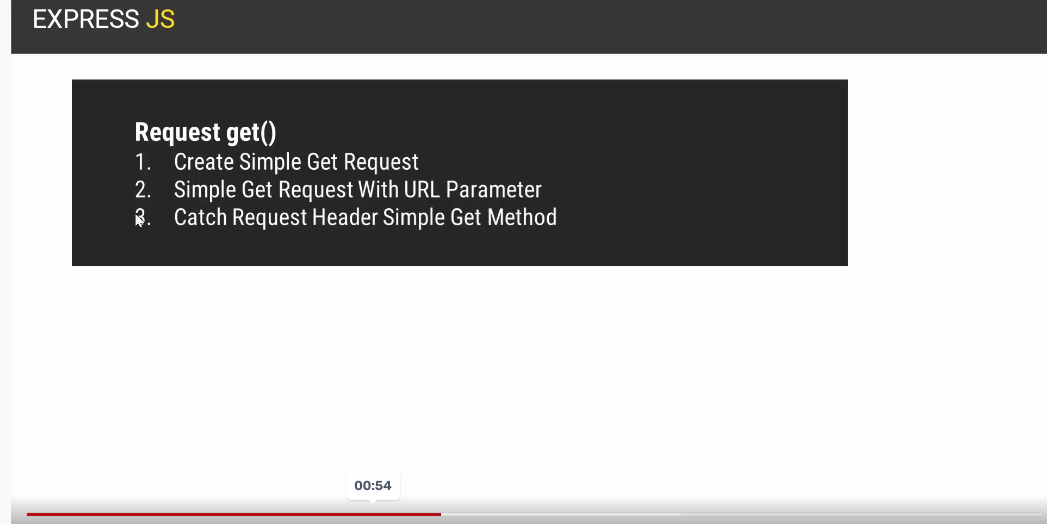 EXPRESS JS
Request get()
1. Create Simple Get Request
2. Simple Get Request With URL Parameter
3. Catch Request Header Simple Get Method
00:54